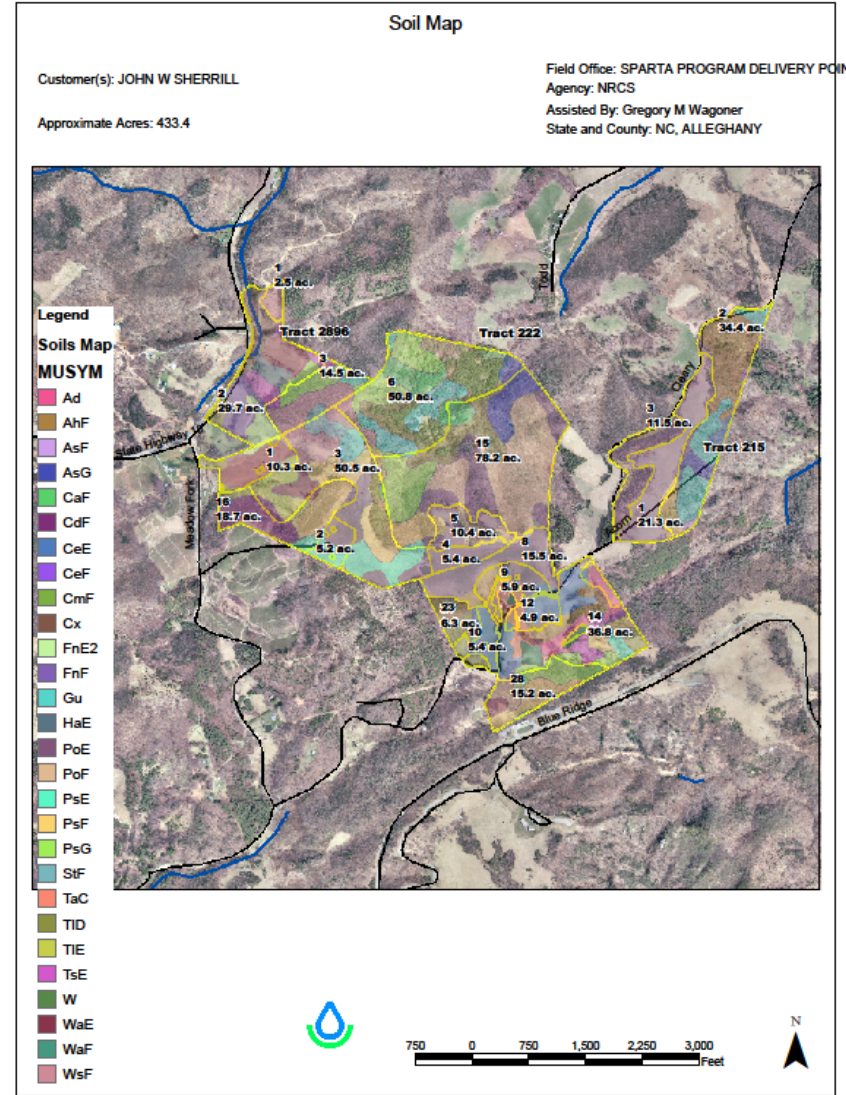 Soil Map
Customer(s): JOHN W SHERRILL
Approximate Acres: 433.4
Field Office: SPARTA PROGRAM DELIVERY POIN
Agency: NRCS
Assisted By: Gregory M Wagoner
State and County: NC, ALLEGHANY
Legend
Soils Map
MUSYM
Ad
AhF
AsF
AsG
CaF
CdF
CeE
CeF
CmF
Cx
FnE2
FnF
Gu
HaE
PoE
PoF
PsE
PsF
PsG
StF
TaC
TlD
TlE
TsE
W
WaE
WaF
WsF
1
2.5 ac.
Tract 2896
Tract 222
Todd
2
34.4 ac.
3
14.5 ac.
6
50.8 ac.
Cleary
2
29.7 ac.
3
11.5 ac.
State Highway
15
78.2 ac.
Tract 215
1
10.3 ac.
3
50.5 ac.
Meadow Fork
16
18.7 ac.
1
21.3 ac.
2
5.2 ac.
5
10.4 ac.
4
5.4 ac.
8
15.5 ac.
9
5.9 ac.
12
4.9 ac.
23
6.3 ac.
10
5.4 ac.
14
36.8 ac.
28
15.2 ac.
Blue Ridge
750 0 750 1,500 2,250 3,000
Feet
N